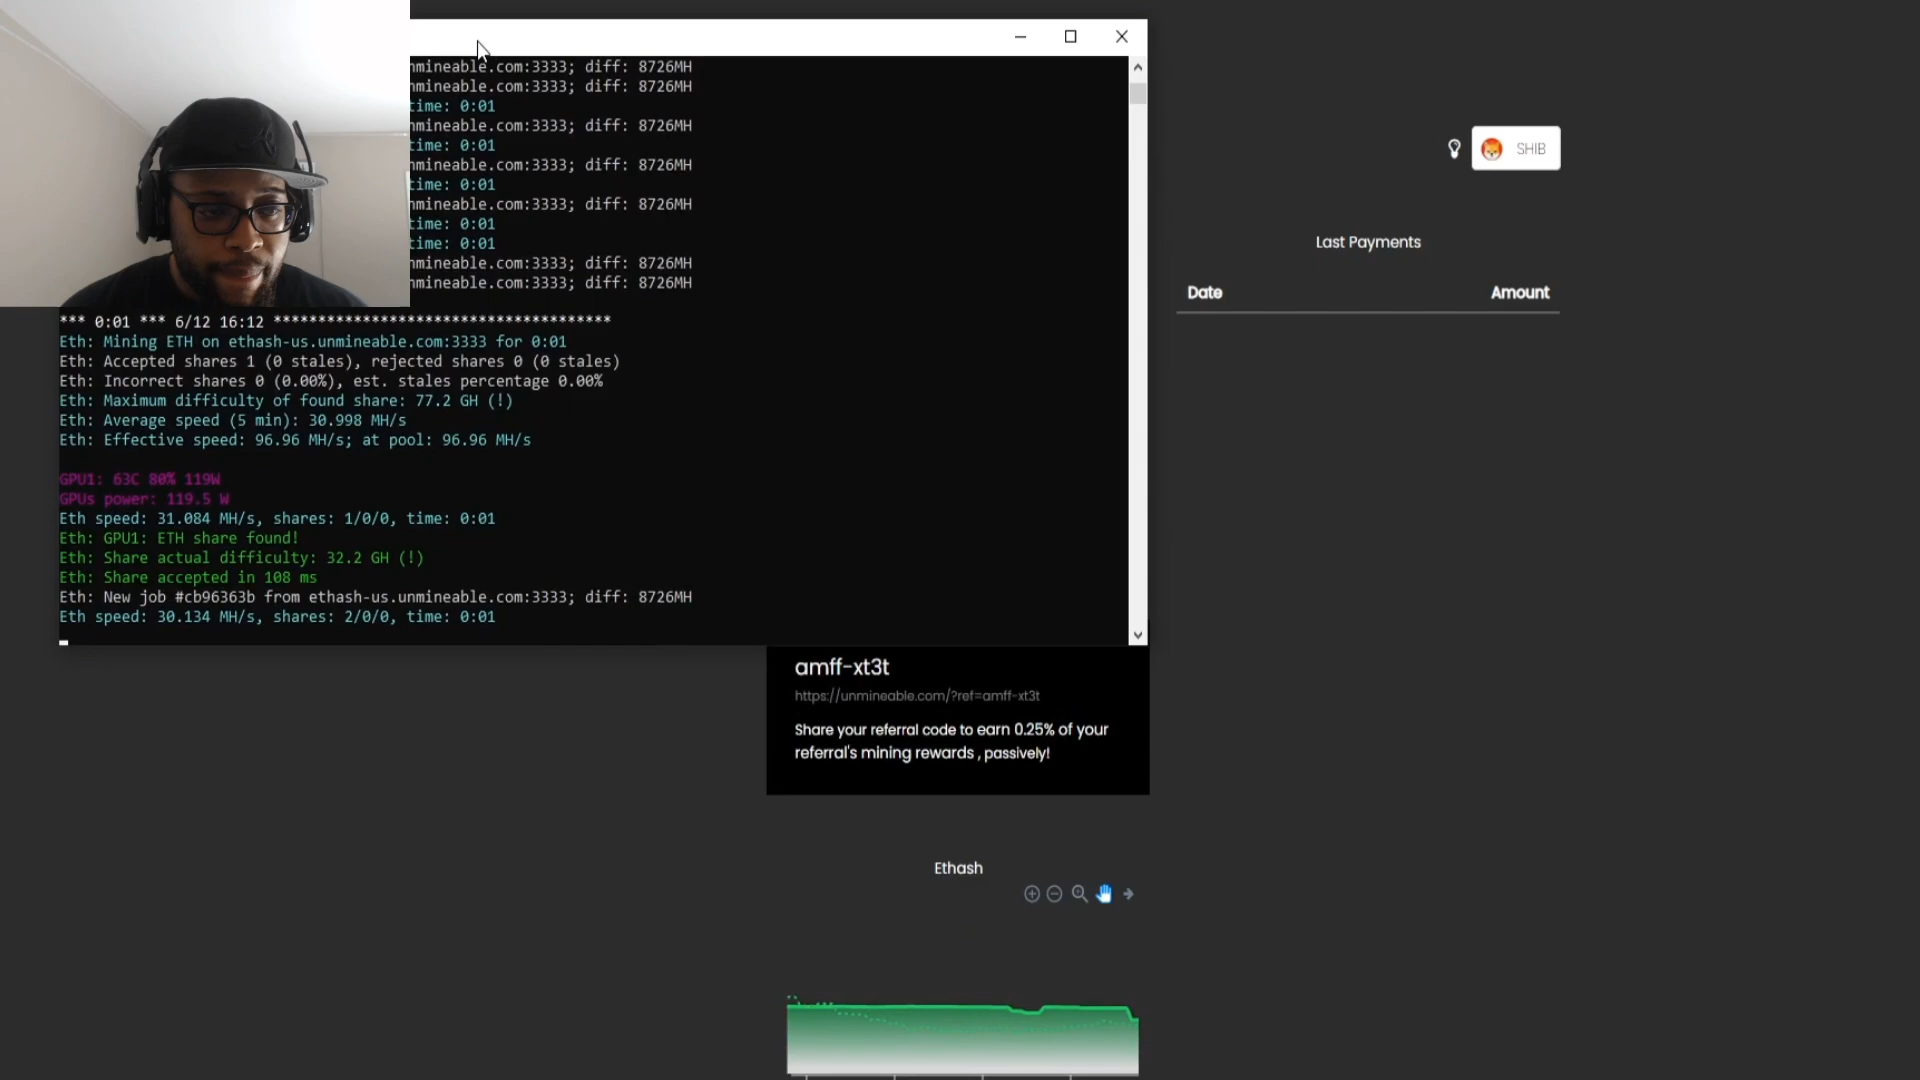 nmineable.com:3333; diff: 8726MH
nmineable.com:3333; diff: 8726MH
time: 0:01
nmineable.com:3333; diff: 8726MH
time: 0:01
nmineable.com:3333; diff: 8726MH
time: 0:01
nmineable.com:3333; diff: 8726MH
time: 0:01
time: 0:01
nmineable.com:3333; diff: 8726MH
nmineable.com:3333; diff: 8726MH
*** 0:01 *** 6/12 16:12 **************************************
Eth: Mining ETH on ethash-us.unmineable.com:3333 for 0:01
Eth: Accepted shares 1 (0 stales), rejected shares 0 (0 stales)
Eth: Incorrect shares 0 (0.00%), est. stales percentage 0.00%
Eth: Maximum difficulty of found share: 77.2 GH (!)
Eth: Average speed (5 min): 30.998 MH/s
Eth: Effective speed: 96.96 MH/s; at pool: 96.96 MH/s
GPU1: 63C 80% 119W
GPUs power: 119.5 W
Eth speed: 31.084 MH/s, shares: 1/0/0, time: 0:01
Eth: GPU1: ETH share found!
Eth: Share actual difficulty: 32.2 GH (!)
Eth: Share accepted in 108 ms
Eth: New job #cb96363b from ethash-us.unmineable.com:3333; diff: 8726MH
Eth speed: 30.134 MH/s, shares: 2/0/0, time: 0:01
SHIB
Last Payments
Date Amount
amff-xt3t
https://unmineable.com/?ref=amff-xt3t
Share your referral code to earn 0.25% of your
referral's mining rewards , passively!
Ethash